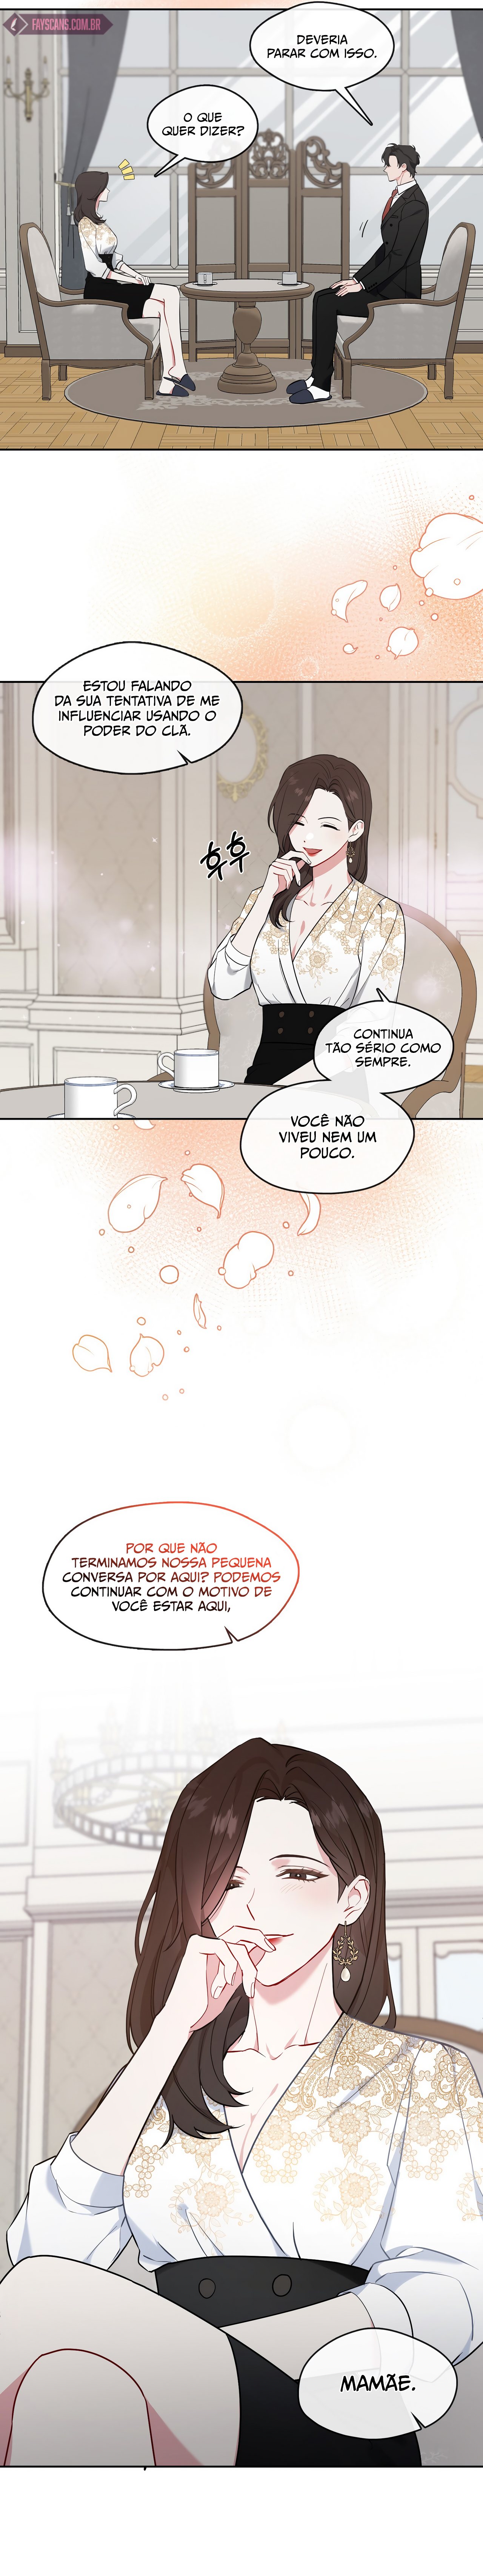 FAYSCANS.COM.BR
DEVERIA
PARAR COM ISSO.
O QUE
QUER DIZER?
ESTOU FALANDO
DA SUA TENTATIVA DE ME
INFLUENCIAR USANDO O
PODER DO CLÃ.
후후
CONTINUA
TÃO SÉRIO COMO
SEMPRE.
VOCÊ NÃO
VIVEU NEM UM
POUCO.
POR QUE NÃO
TERMINAMOS NOSSA PEQUENA
CONVERSA POR AQUI? PODEMOS
CONTINUAR COM O MOTIVO DE
VOCÊ ESTAR AQUI,
MAMÃE.